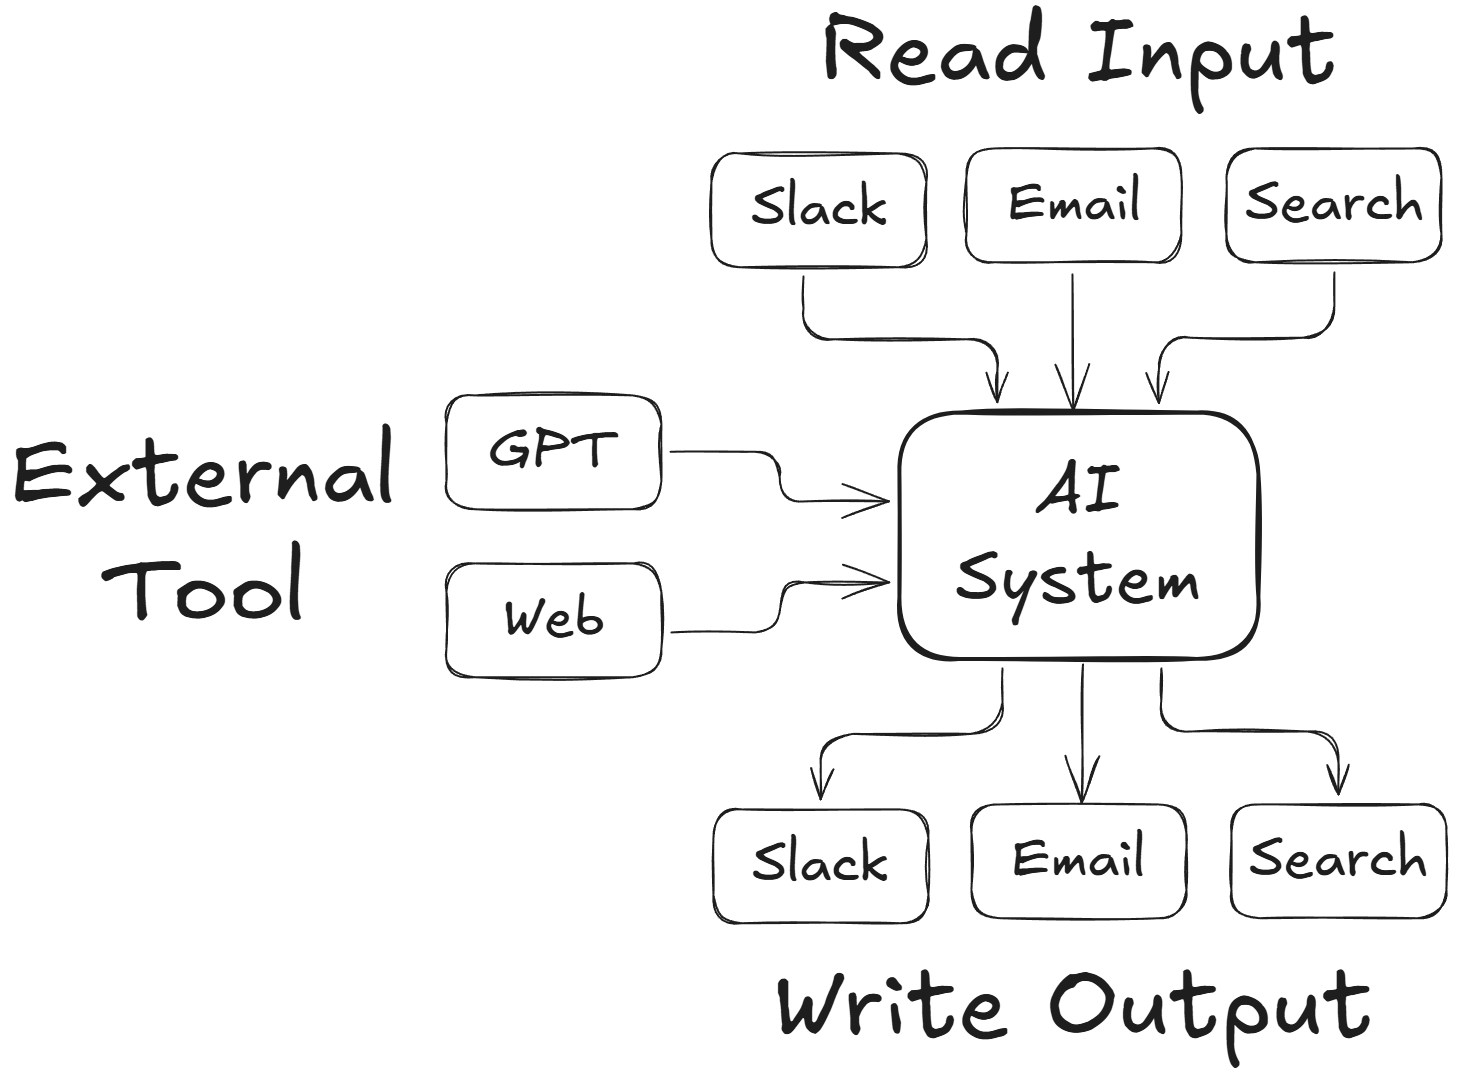 Read Input
Slack
Email
Search
External
Tool
GPT
Web
AI
System
Slack
Email
Search
Write Output